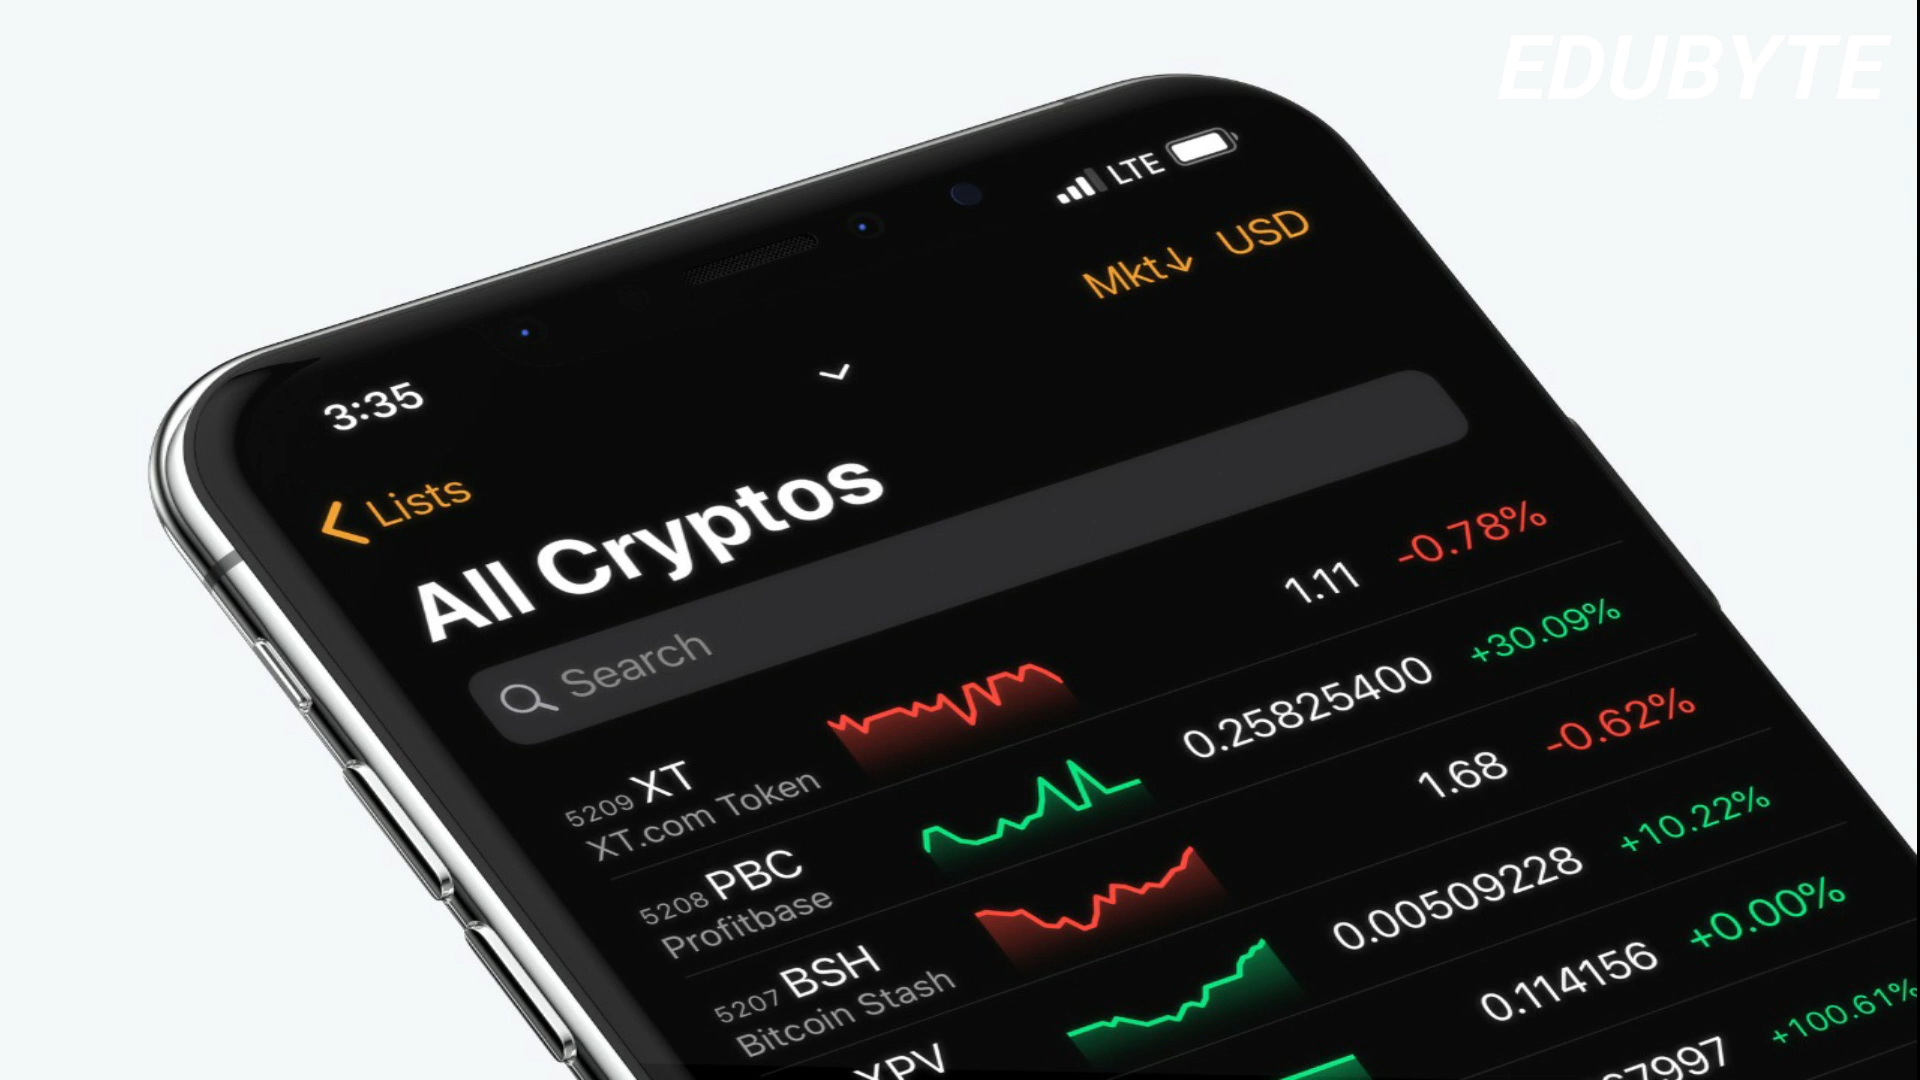 EDUBYTE
3:35
LTE
Lists
Mkt↓ USD
All Cryptos
Search
5209 XT
XT.com Token
1.11 -0.78%
5208 PBC
Profitbase
0.25825400 +30.09%
5207 BSH
Bitcoin Stash
1.68 -0.62%
XPV
0.00509228 +10.22%
0.114156 +0.00%
7997 +100.61%